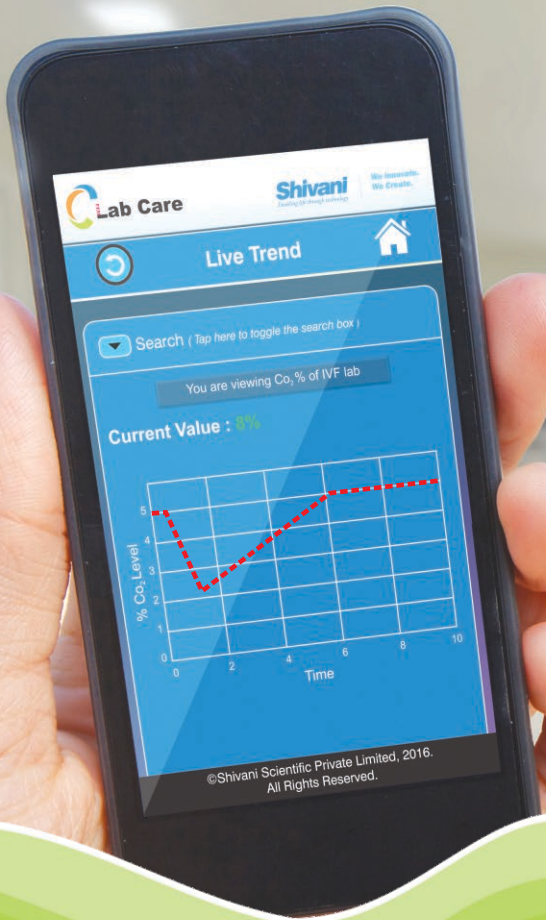 Lab Care
Shivani
We Innovate.
We Create.
Live Trend
Search ( Tap here to toggle the search box )
You are viewing Co₂% of IVF lab
Current Value : 8%
% Co₂ Level
5
4
3
2
1
0
0 2 4 6 8 10
Time
©Shivani Scientific Private Limited, 2016.
All Rights Reserved.